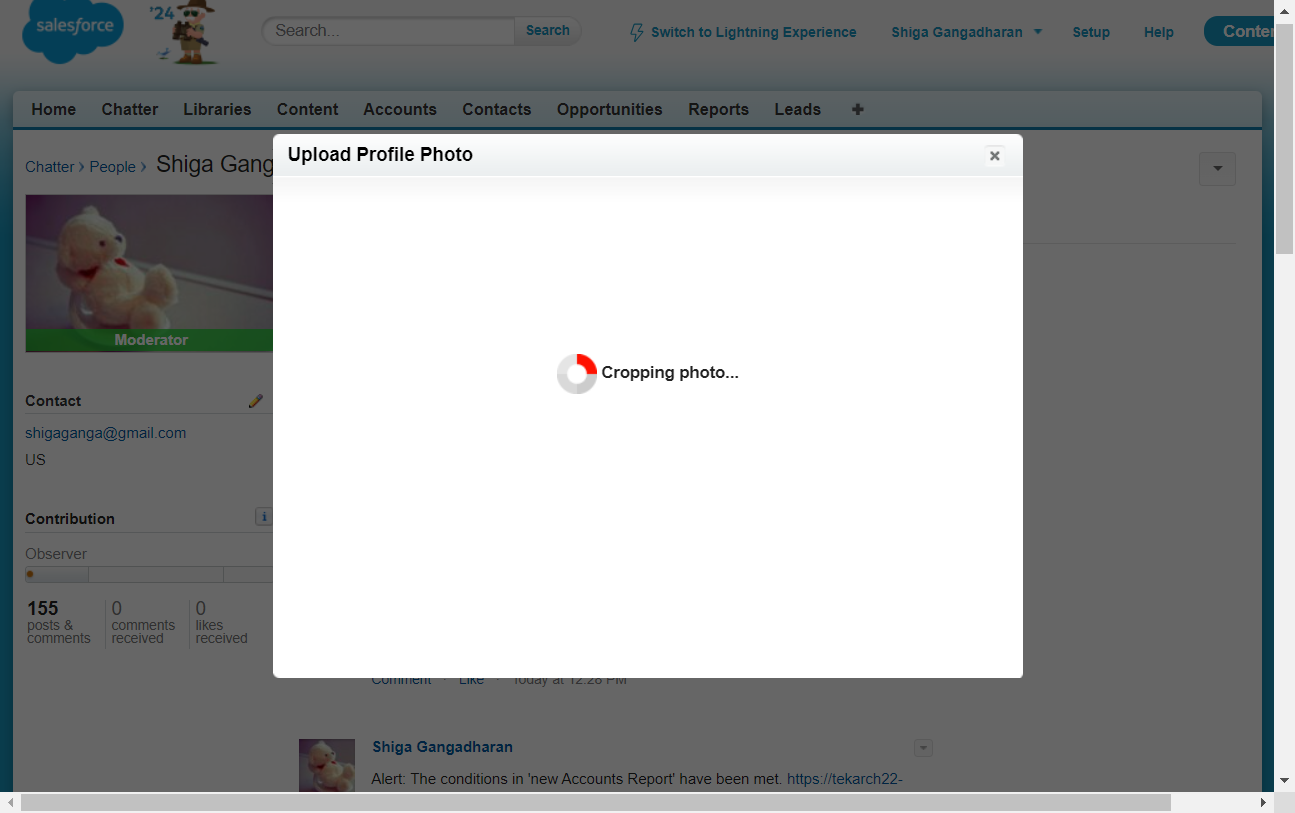 salesforce
'24
Search...
Search
Switch to Lightning Experience
Shiga Gangadharan
Setup
Help
Home
Chatter
Libraries
Content
Accounts
Contacts
Opportunities
Reports
Leads
Chatter › People › Shiga Gang
Upload Profile Photo
Moderator
Cropping photo...
Contact
shigaganga@gmail.com
US
Contribution
Observer
155
posts &
comments
0
comments
received
0
likes
received
Comment · Like · Today at 12:28 PM
Shiga Gangadharan
Alert: The conditions in 'new Accounts Report' have been met. https://tekarch22-